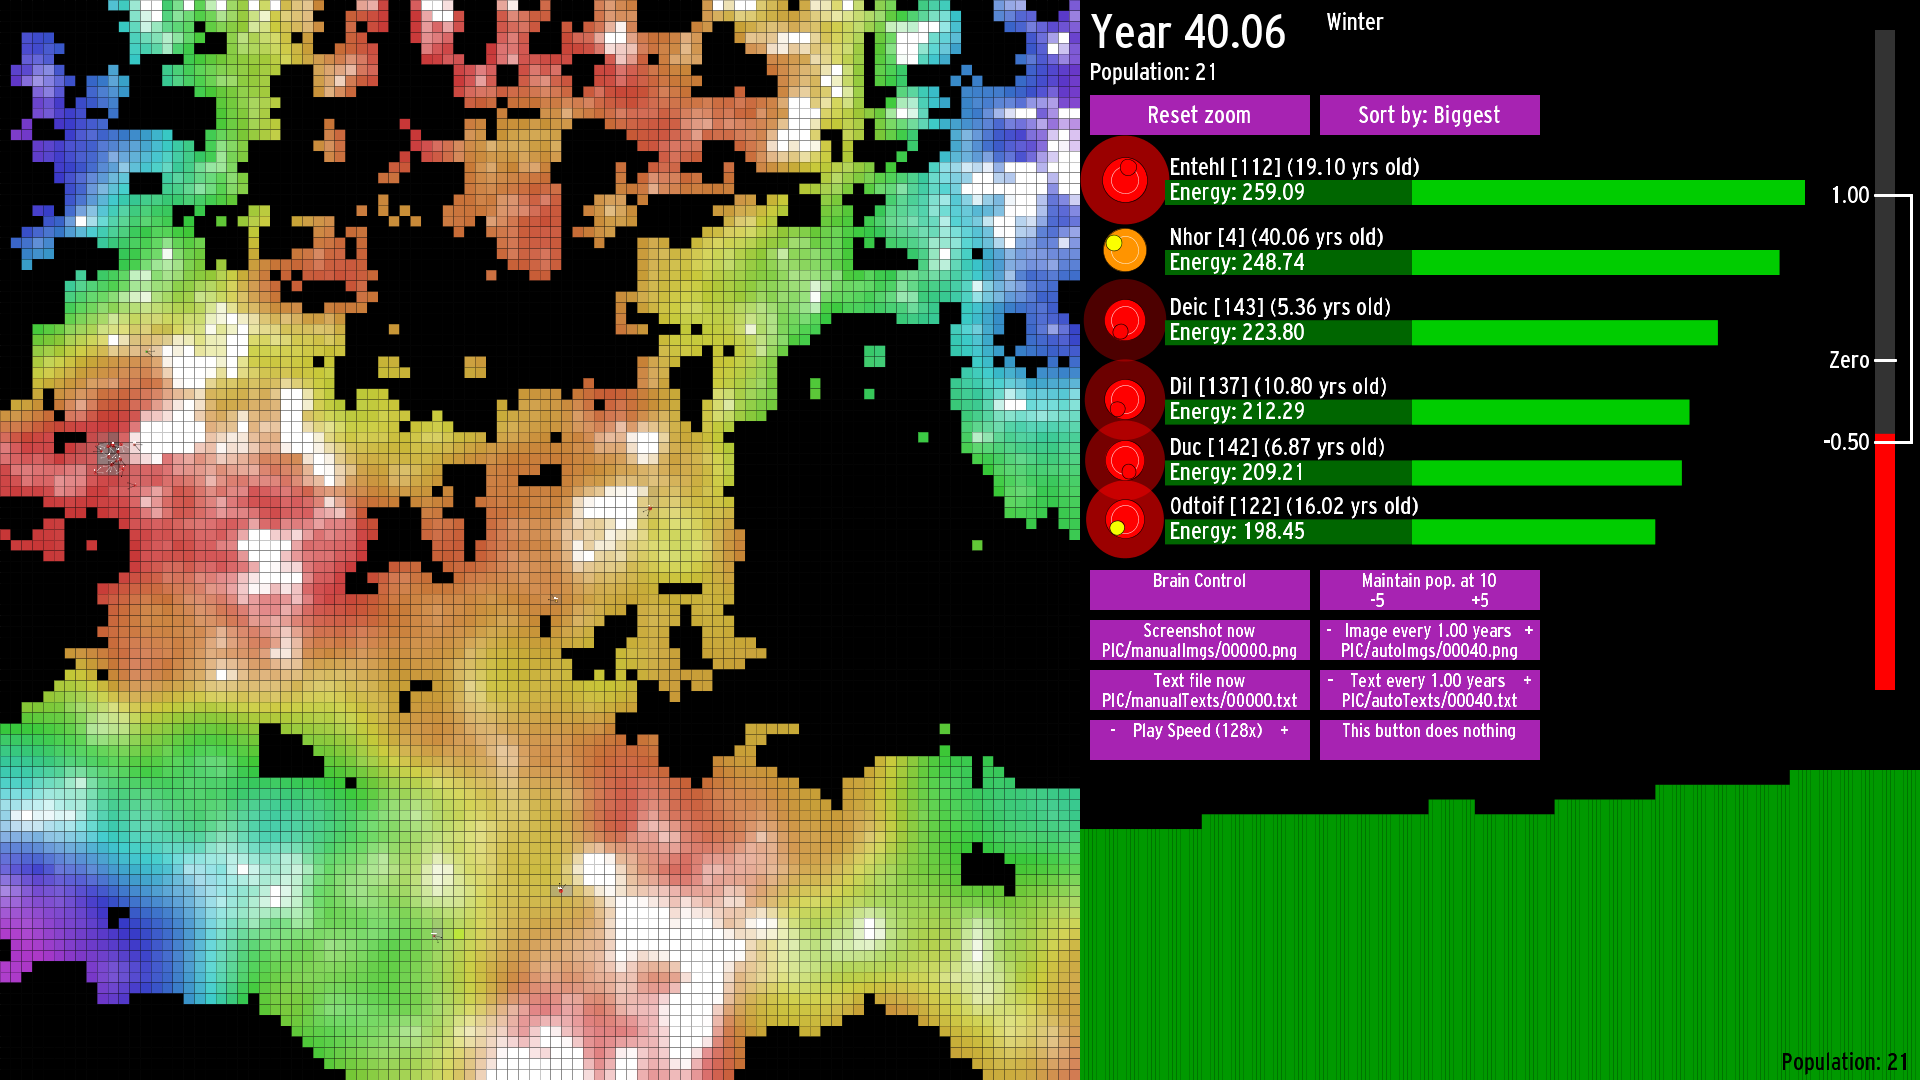 Year 40.06
Winter
Population: 21
Reset zoom
Sort by: Biggest
Entehl [112] (19.10 yrs old)
Energy: 259.09
Nhor [4] (40.06 yrs old)
Energy: 248.74
Deic [143] (5.36 yrs old)
Energy: 223.80
Dil [137] (10.80 yrs old)
Energy: 212.29
Duc [142] (6.87 yrs old)
Energy: 209.21
Odtoif [122] (16.02 yrs old)
Energy: 198.45
1.00
Zero
-0.50
Brain Control
Maintain pop. at 10
-5 +5
Screenshot now
PIC/manualImgs/00000.png
- Image every 1.00 years +
PIC/autoImgs/00040.png
Text file now
PIC/manualTexts/00000.txt
- Text every 1.00 years +
PIC/autoTexts/00040.txt
- Play Speed (128x) +
This button does nothing
Population: 21